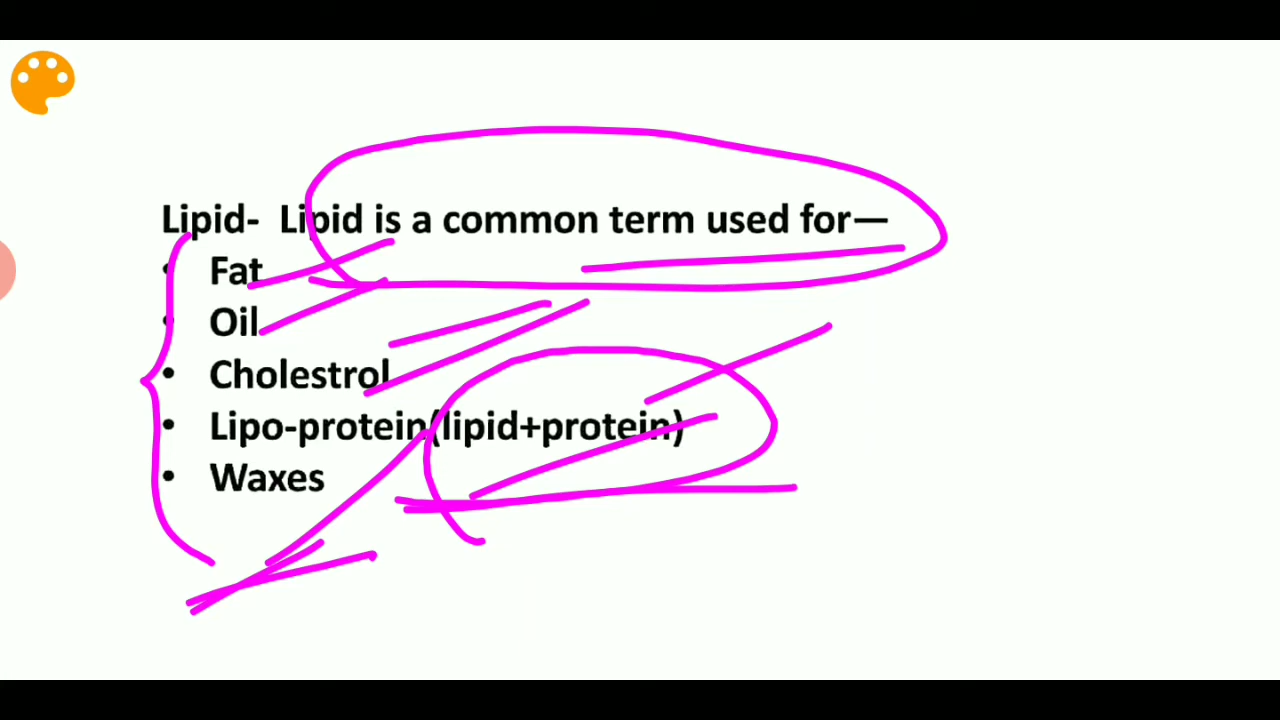 Lipid- Lipid is a common term used for—
• Fat
• Oil
• Cholestrol
• Lipo-protein(lipid+protein)
• Waxes